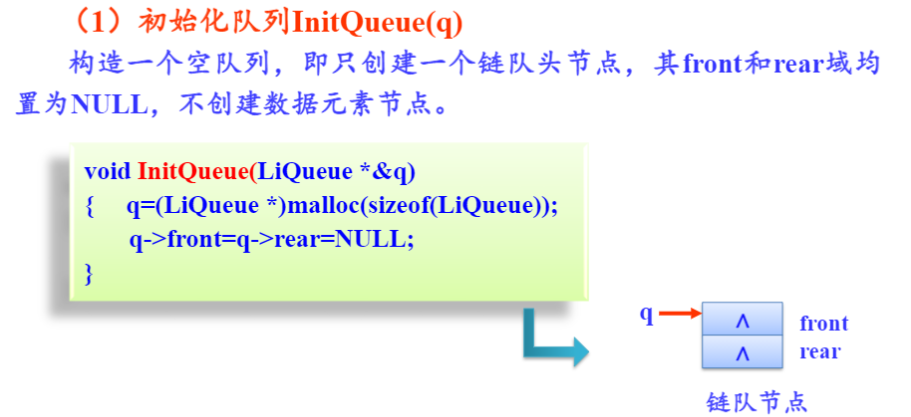 （1）初始化队列InitQueue(q)
构造一个空队列，即只创建一个链队头节点，其front和rear域均
置为NULL，不创建数据元素节点。
void InitQueue(LiQueue *&q)
{ q=(LiQueue *)malloc(sizeof(LiQueue));
q->front=q->rear=NULL;
}
q
∧
front
∧
rear
链队节点